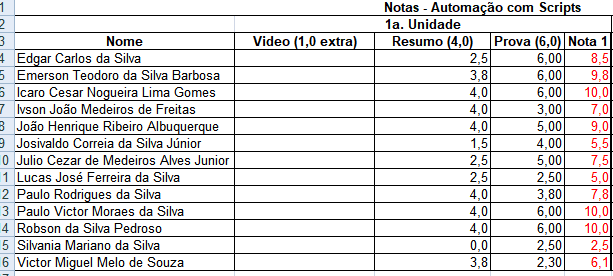 1 Notas - Automação com Scripts
2 1a. Unidade
3 Nome Video (1,0 extra) Resumo (4,0) Prova (6,0) Nota 1
4 Edgar Carlos da Silva 2,5 6,00 8,5
5 Emerson Teodoro da Silva Barbosa 3,8 6,00 9,8
6 Icaro Cesar Nogueira Lima Gomes 4,0 6,00 10,0
7 Ivson João Medeiros de Freitas 4,0 3,00 7,0
8 João Henrique Ribeiro Albuquerque 4,0 5,00 9,0
9 Josivaldo Correia da Silva Júnior 1,5 4,00 5,5
10 Julio Cezar de Medeiros Alves Junior 2,5 5,00 7,5
11 Lucas José Ferreira da Silva 2,5 2,50 5,0
12 Paulo Rodrigues da Silva 4,0 3,80 7,8
13 Paulo Victor Moraes da Silva 4,0 6,00 10,0
14 Robson da Silva Pedroso 4,0 6,00 10,0
15 Silvania Mariano da Silva 0,0 2,50 2,5
16 Victor Miguel Melo de Souza 3,8 2,30 6,1